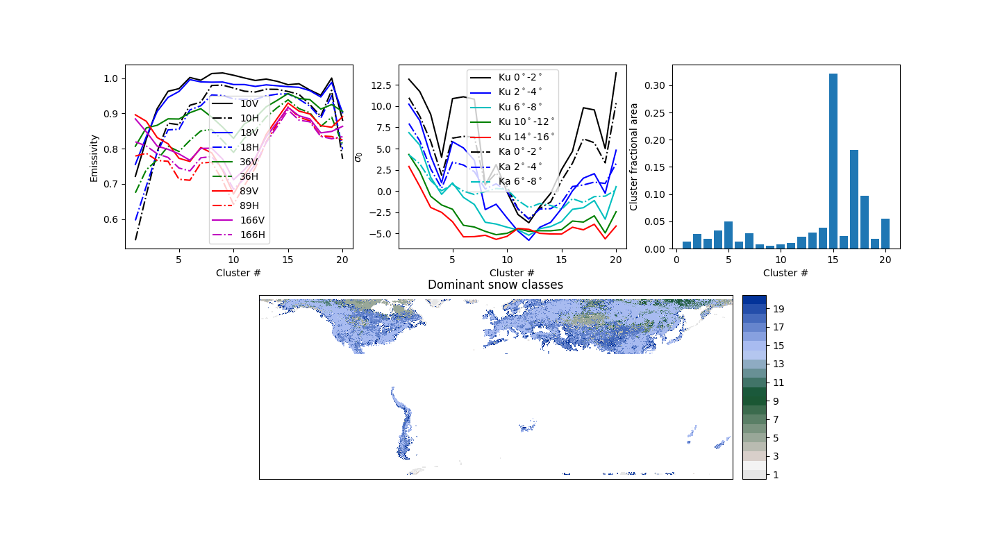 Emissivity
1.0
0.9
0.8
0.7
0.6
10V
10H
18V
18H
36V
36H
89V
89H
166V
166H
5
10
15
20
Cluster #
σ0
12.5
10.0
7.5
5.0
2.5
0.0
−2.5
−5.0
Ku 0°-2°
Ku 2°-4°
Ku 6°-8°
Ku 10°-12°
Ku 14°-16°
Ka 0°-2°
Ka 2°-4°
Ka 6°-8°
5
10
15
20
Cluster #
Cluster fractional area
0.30
0.25
0.20
0.15
0.10
0.05
0.00
0
5
10
15
20
Cluster #
Dominant snow classes
19
17
15
13
11
9
7
5
3
1